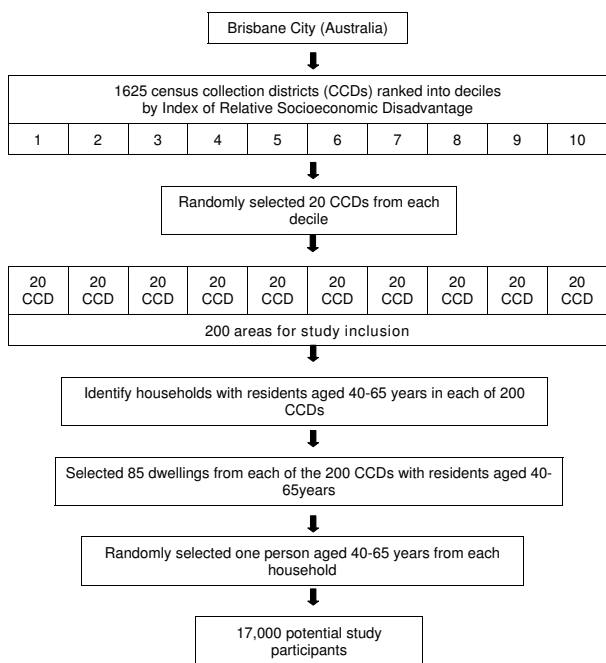 Brisbane City (Australia)
1625 census collection districts (CCDs) ranked into deciles
by Index of Relative Socioeconomic Disadvantage
1 2 3 4 5 6 7 8 9 10
Randomly selected 20 CCDs from each
decile
20 20 20 20 20 20 20 20 20 20
CCD CCD CCD CCD CCD CCD CCD CCD CCD CCD
200 areas for study inclusion
Identify households with residents aged 40-65 years in each of 200
CCDs
Selected 85 dwellings from each of the 200 CCDs with residents aged 40-
65years
Randomly selected one person aged 40-65 years from each
household
17,000 potential study
participants